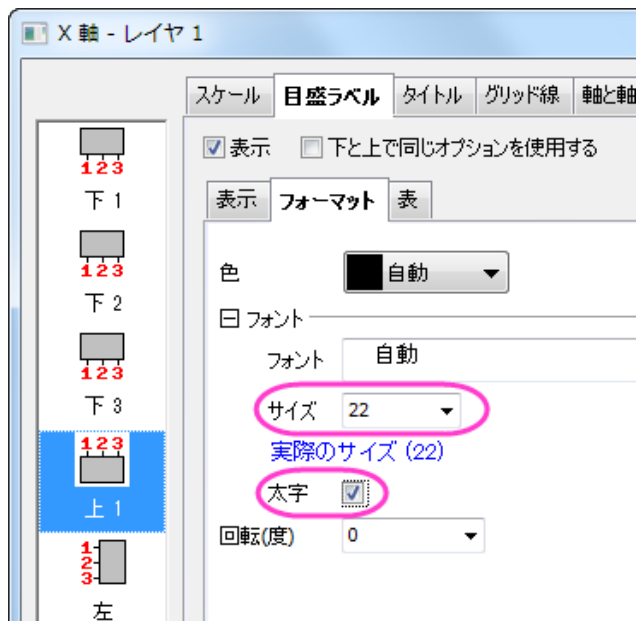 X 軸 - レイヤ 1
スケール 目盛ラベル タイトル グリッド線 軸と軸
表示 下と上で同じオプションを使用する
表示 フォーマット 表
123
下 1
123
下 2
123
下 3
123
上 1
1
2
3
左
色 自動
フォント
フォント 自動
サイズ 22
実際のサイズ (22)
太字
回転(度) 0